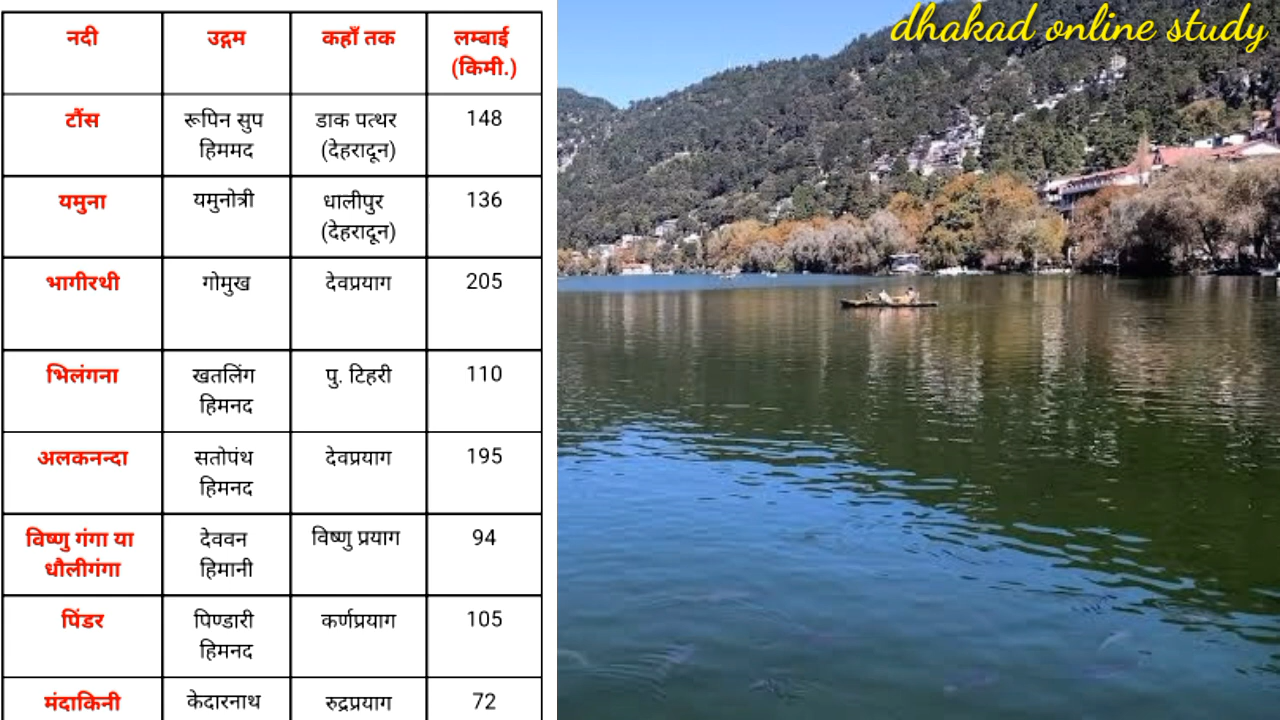 dhakad online study
नदी उद्गम कहाँ तक लम्बाई
(किमी.)
टौंस रूपिन सुप डाक पत्थर 148
हिममद (देहरादून)
यमुना यमुनोत्री धालीपुर 136
(देहरादून)
भागीरथी गोमुख देवप्रयाग 205
भिलंगना खतलिंग पु. टिहरी 110
हिमनद
अलकनन्दा सतोपंथ देवप्रयाग 195
हिमनद
विष्णु गंगा या देववन विष्णु प्रयाग 94
धौलीगंगा हिमानी
पिंडर पिण्डारी कर्णप्रयाग 105
हिमनद
मंदाकिनी केदारनाथ रुद्रप्रयाग 72